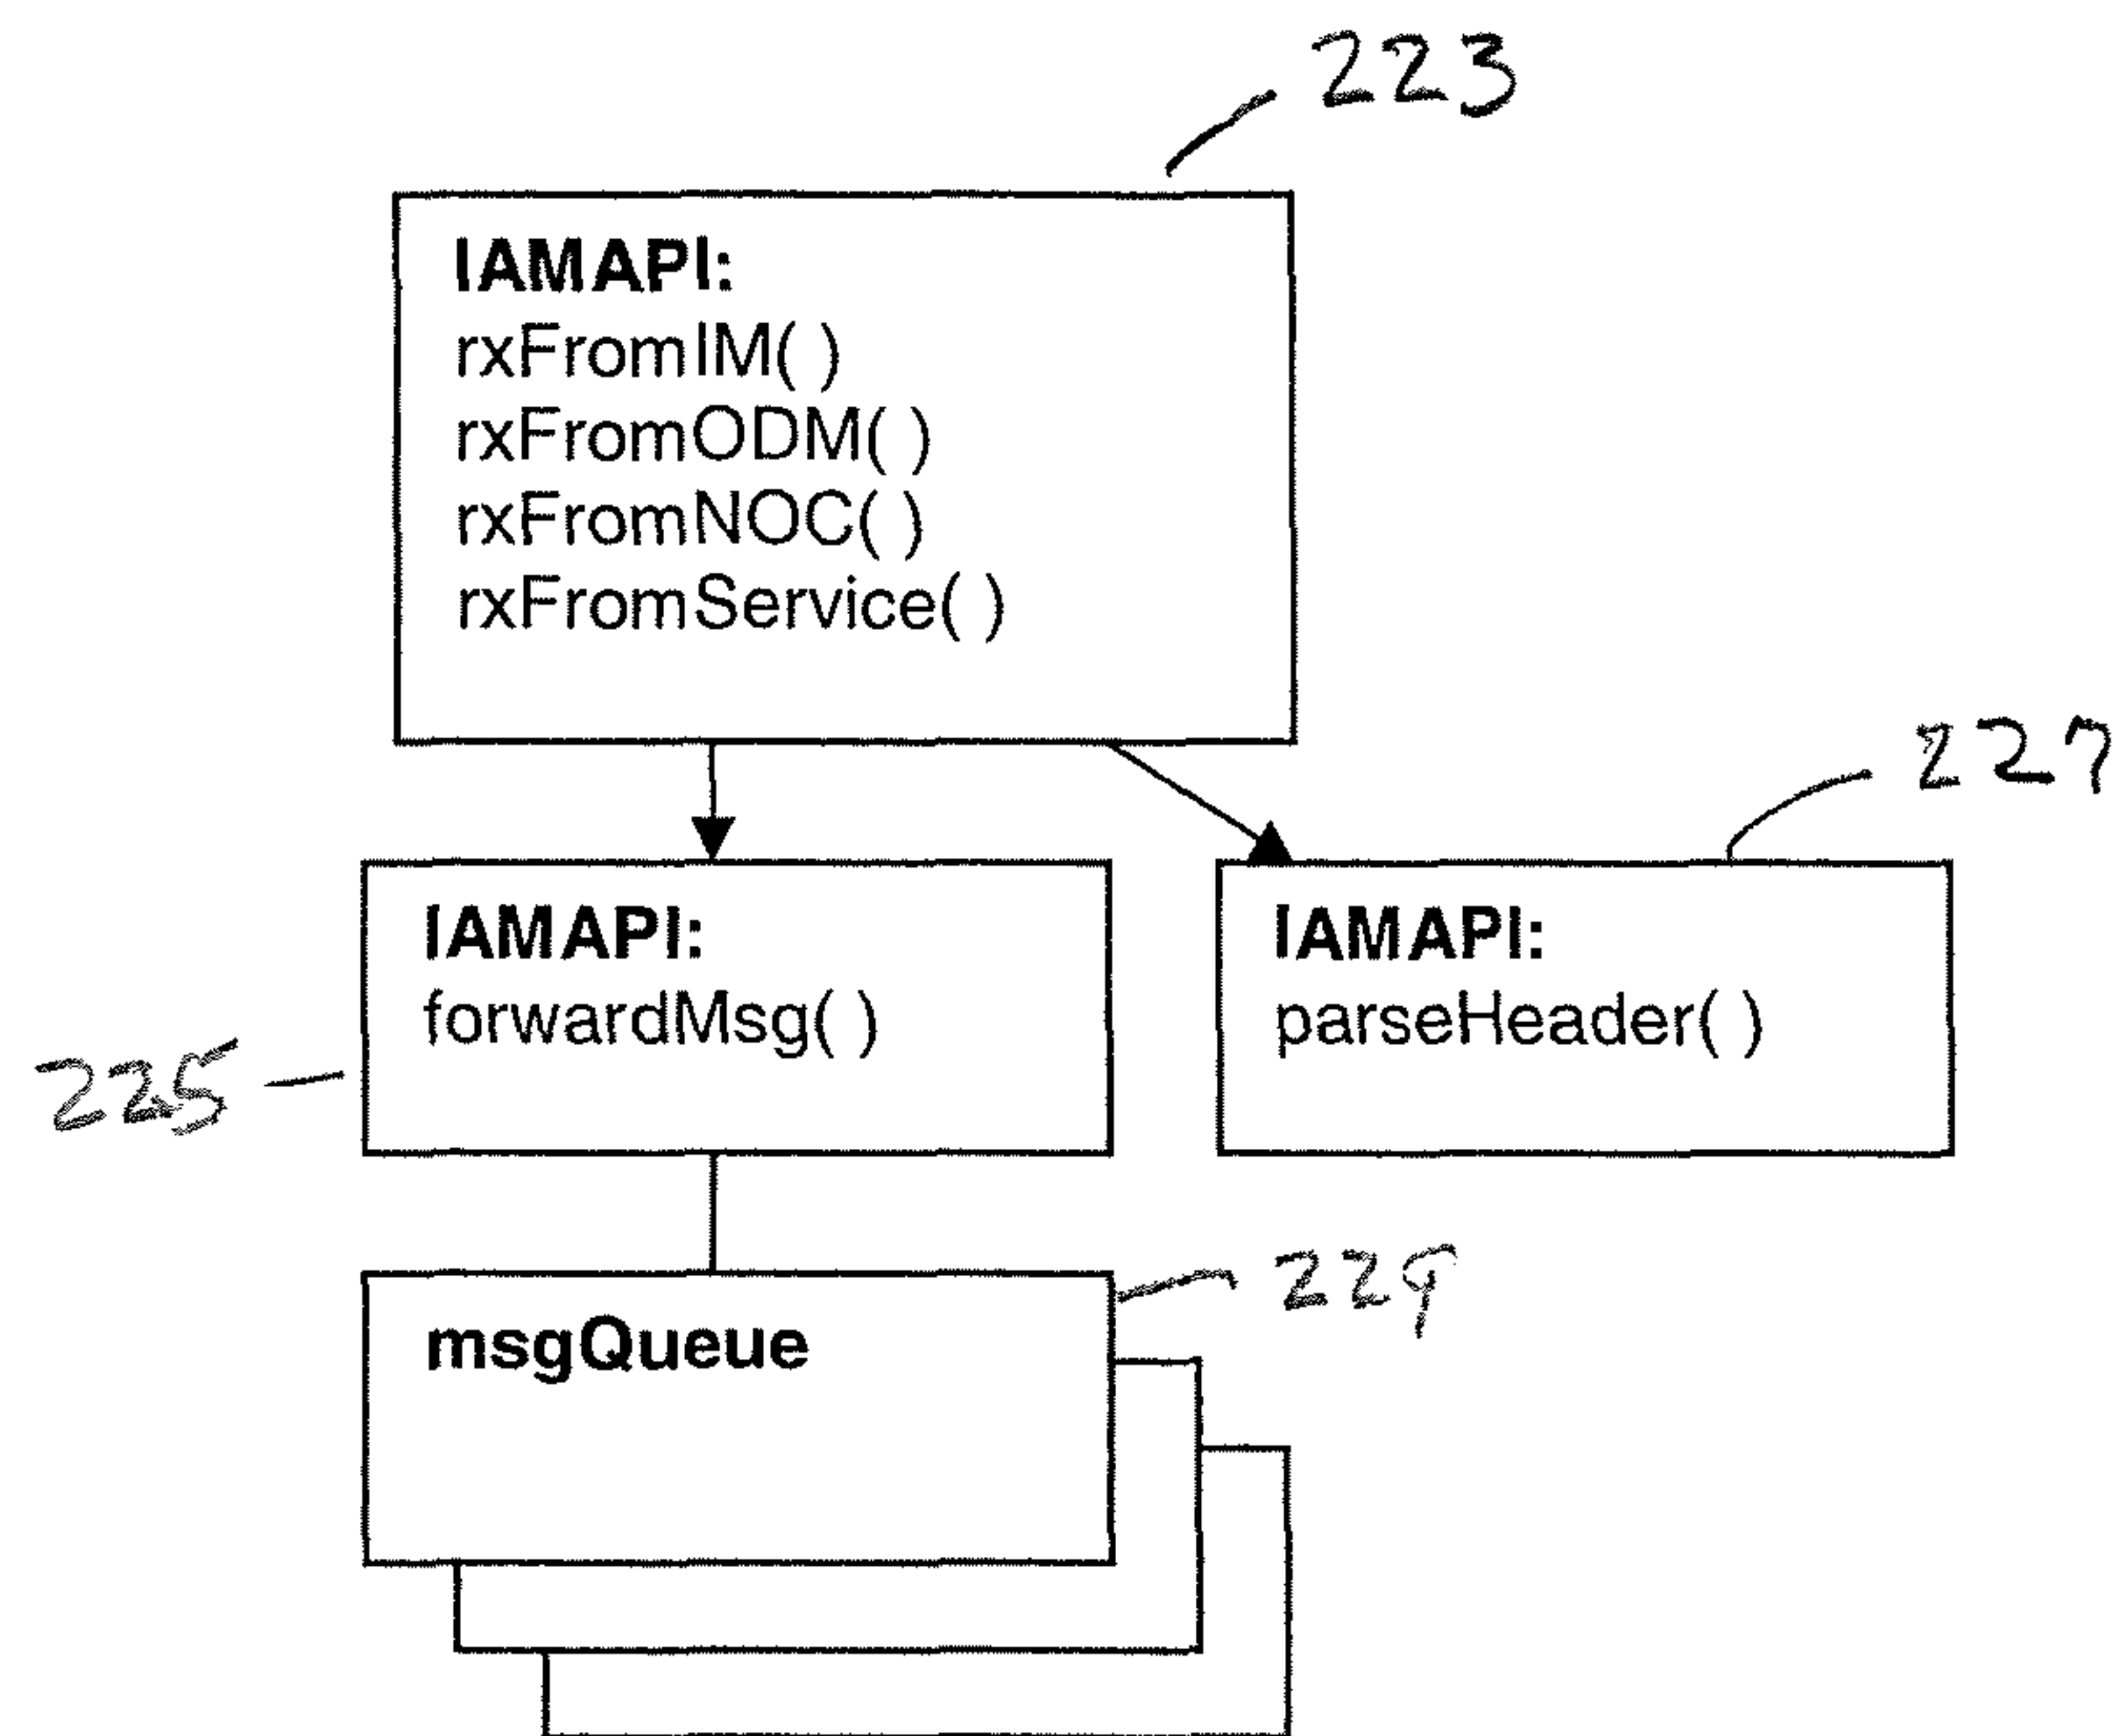 223
IAMAPI:
rxFromIM( )
rxFromODM( )
rxFromNOC( )
rxFromService( )
227
IAMAPI:
forwardMsg( )
225
IAMAPI:
parseHeader( )
229
msgQueue